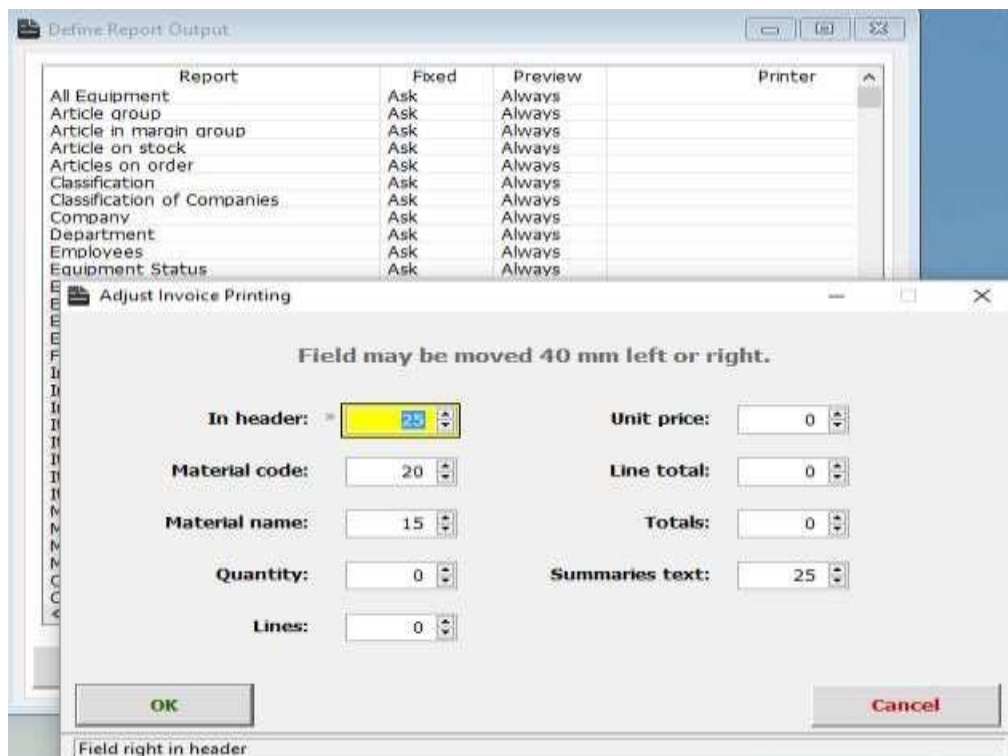 Define Report Output
Report Fixed Preview Printer
All Equipment Ask Always
Article group Ask Always
Article in margin group Ask Always
Article on stock Ask Always
Articles on order Ask Always
Classification Ask Always
Classification of Companies Ask Always
Company Ask Always
Department Ask Always
Employees Ask Always
Equipment Status Ask Always
Adjust Invoice Printing
Field may be moved 40 mm left or right.
In header: 25 Unit price: 0
Material code: 20 Line total: 0
Material name: 15 Totals: 0
Quantity: 0 Summaries text: 25
Lines: 0
OK Cancel
Field right in header